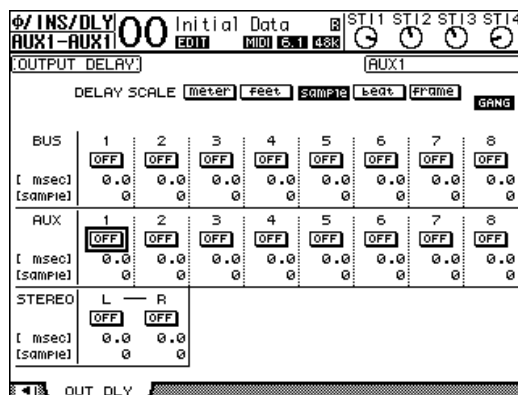 Φ/INS/DLY 00 Initial Data R ST11 ST12 ST13 ST14
AUX1-AUX1 EDIT MIDI 6.1 48K
OUTPUT DELAY AUX1
DELAY SCALE meter feet sample beat frame GANG
BUS 1 2 3 4 5 6 7 8
OFF OFF OFF OFF OFF OFF OFF OFF
[ msec] 0.0 0.0 0.0 0.0 0.0 0.0 0.0 0.0
[sample] 0 0 0 0 0 0 0 0
AUX 1 2 3 4 5 6 7 8
OFF OFF OFF OFF OFF OFF OFF OFF
[ msec] 0.0 0.0 0.0 0.0 0.0 0.0 0.0 0.0
[sample] 0 0 0 0 0 0 0 0
STEREO L — R
OFF OFF
[ msec] 0.0 0.0
[sample] 0 0
OUT DLY